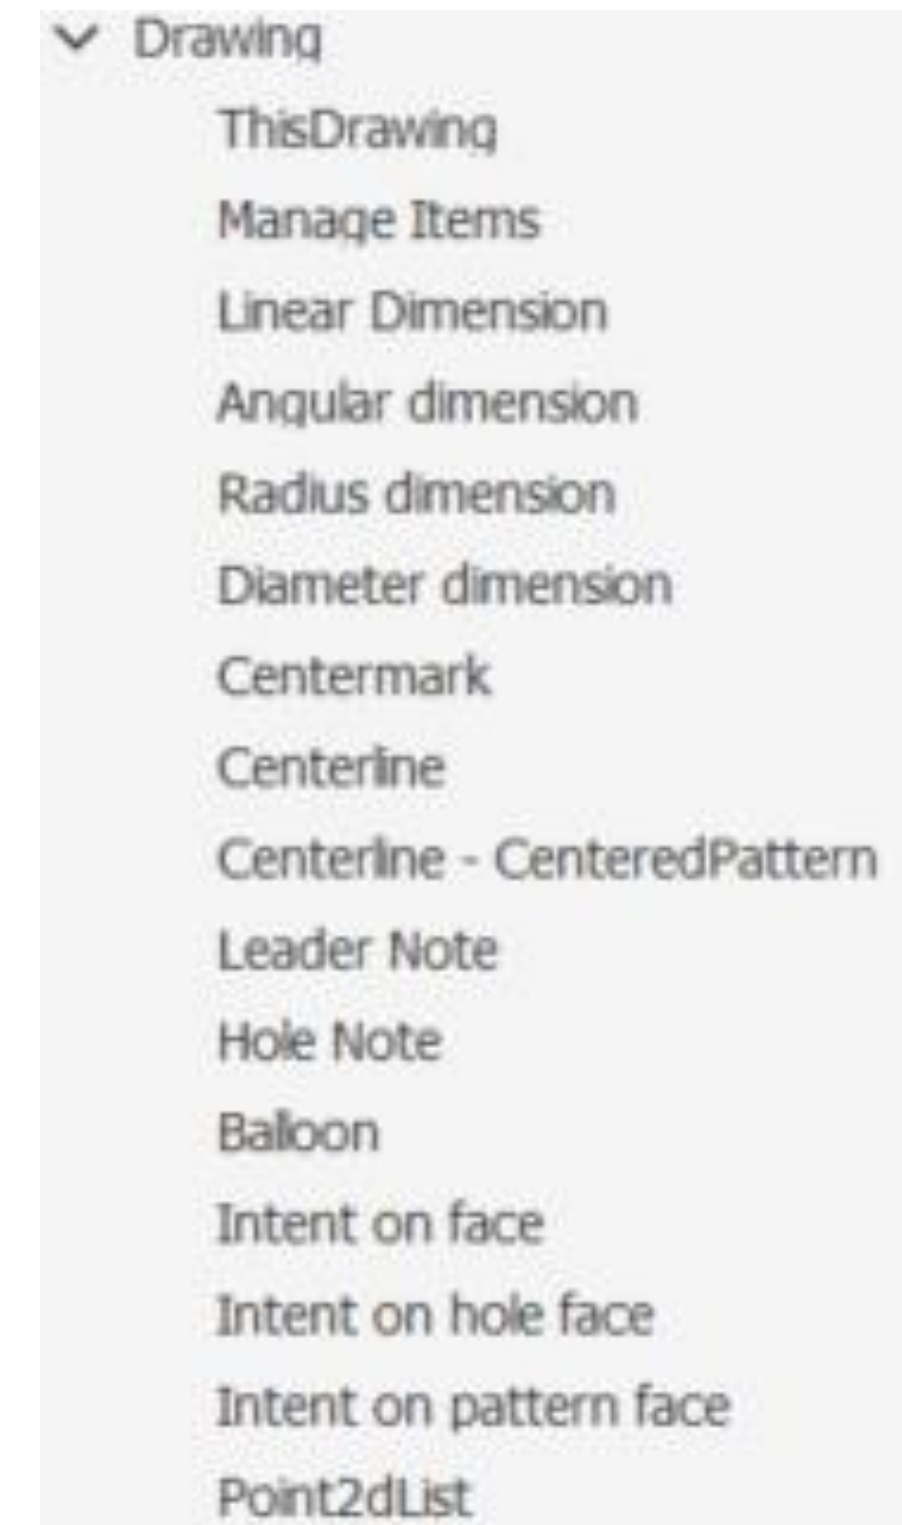 Drawing
ThisDrawing
Manage Items
Linear Dimension
Angular dimension
Radius dimension
Diameter dimension
Centermark
Centerline
Centerline - CenteredPattern
Leader Note
Hole Note
Balloon
Intent on face
Intent on hole face
Intent on pattern face
Point2dList